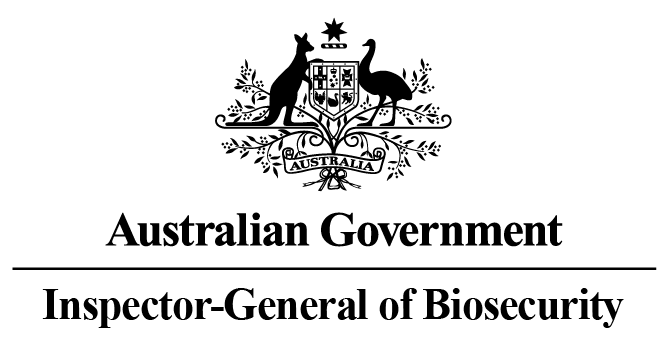 AUSTRALIA
Australian Government
Inspector-General of Biosecurity